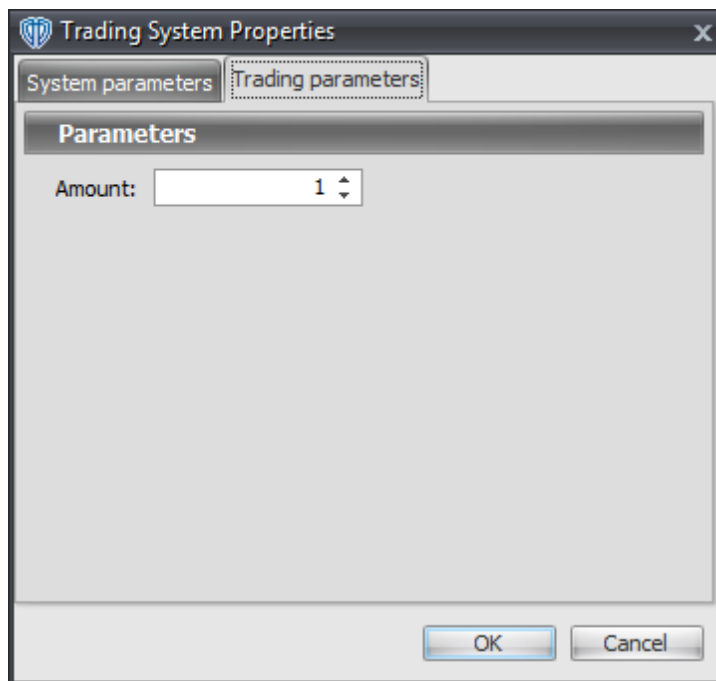 Trading System Properties
System parameters Trading parameters
Parameters
Amount: 1
OK Cancel